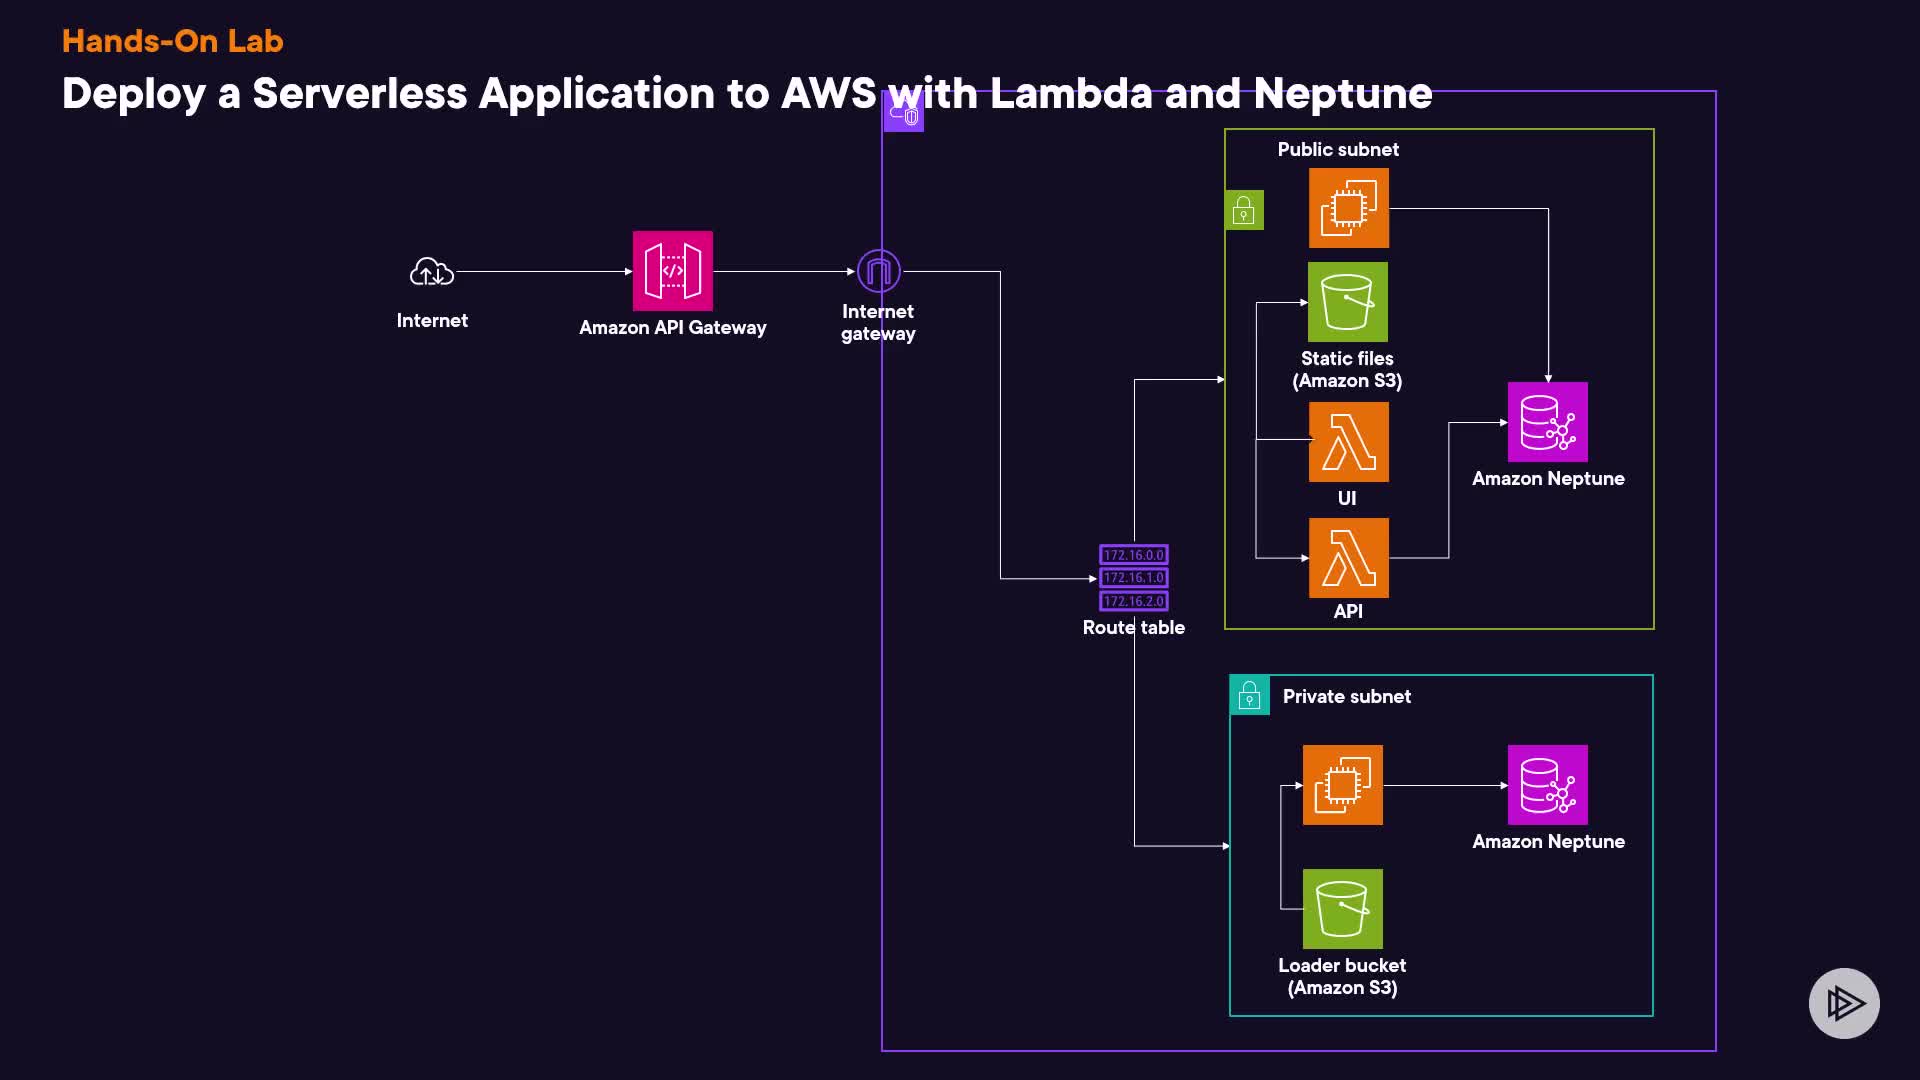 Hands-On Lab
Deploy a Serverless Application to AWS with Lambda and Neptune
Public subnet
Internet
Amazon API Gateway
Internet
gateway
Static files
(Amazon S3)
UI
Amazon Neptune
API
172.16.0.0
172.16.1.0
172.16.2.0
Route table
Private subnet
Amazon Neptune
Loader bucket
(Amazon S3)